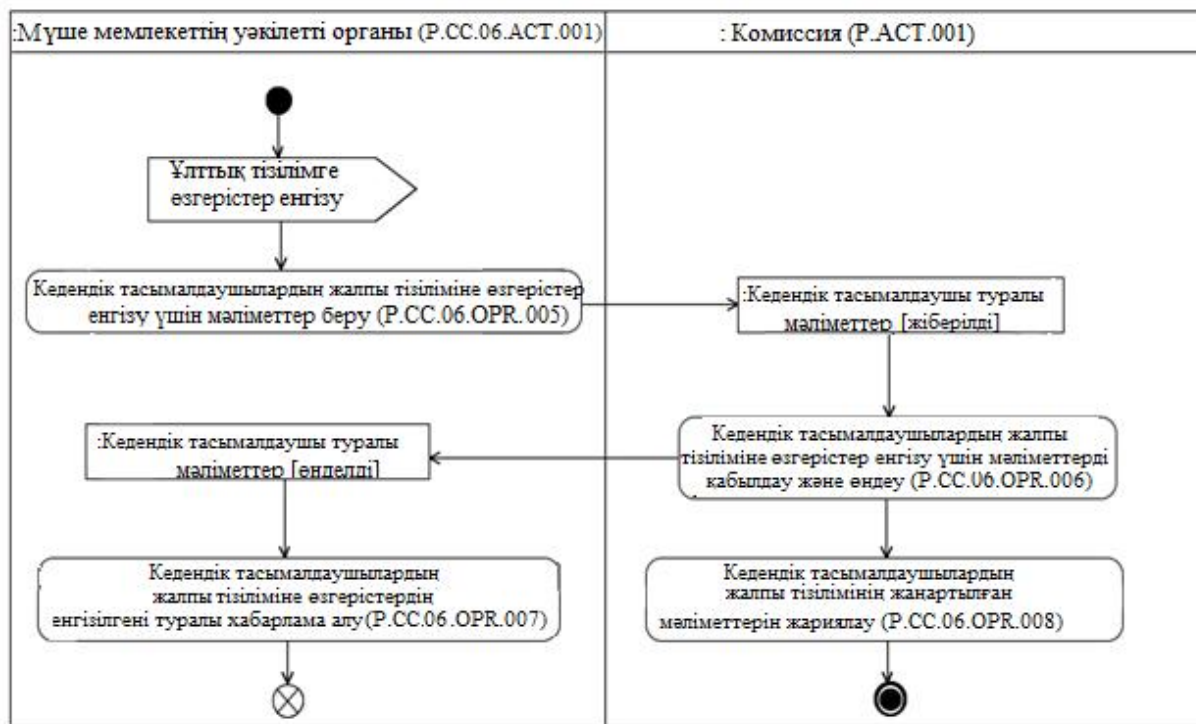 :Мүше мемлекеттің уәкілетті органы (P.CC.06.ACT.001)
: Комиссия (P.ACT.001)
Ұлттық тізілімге
өзгерістер енгізу
Кедендік тасымалдаушылардың жалпы тізіліміне өзгерістер
енгізу үшін мәліметтер беру (P.CC.06.OPR.005)
:Кедендік тасымалдаушы туралы
мәліметтер [жіберілді]
Кедендік тасымалдаушылардың жалпы
тізіліміне өзгерістер енгізу үшін мәліметтерді
қабылдау және өңдеу (P.CC.06.OPR.006)
:Кедендік тасымалдаушы туралы
мәліметтер [өңделді]
Кедендік тасымалдаушылардың
жалпы тізіліміне өзгерістердің
енгізілгені туралы хабарлама алу (P.CC.06.OPR.007)
Кедендік тасымалдаушылардың
жалпы тізілімінің жаңартылған
мәліметтерін жариялау (P.CC.06.OPR.008)